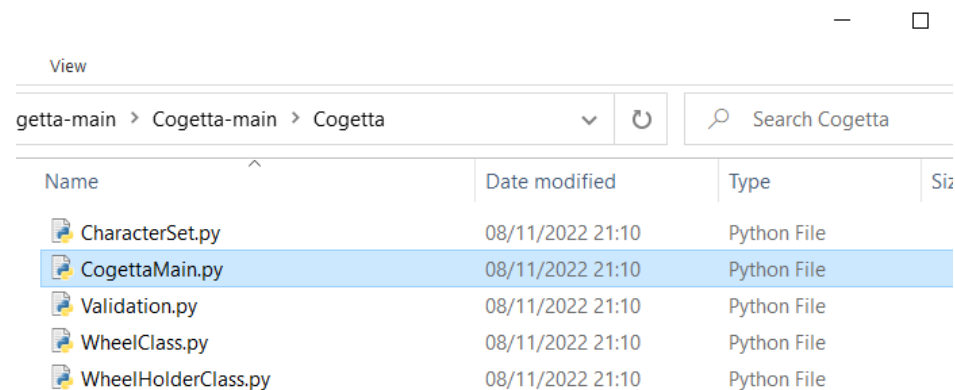 View
getta-main > Cogetta-main > Cogetta Search Cogetta
Name Date modified Type Siz
CharacterSet.py 08/11/2022 21:10 Python File
CogettaMain.py 08/11/2022 21:10 Python File
Validation.py 08/11/2022 21:10 Python File
WheelClass.py 08/11/2022 21:10 Python File
WheelHolderClass.py 08/11/2022 21:10 Python File